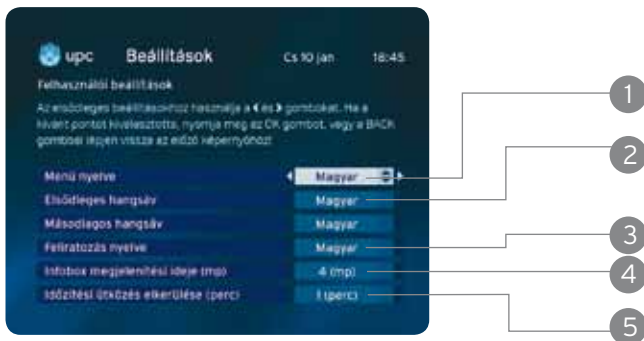 upc Beállítások Cs 10 jan 18:45
Felhasználói beállítások
Az elsődleges beállításokhoz használja a és gombokat. Ha a
kívánt pontot kiválasztotta, nyomja meg az OK gombot, vagy a BACK
gombbal lépjen vissza az előző képernyőhöz!
Menü nyelve Magyar
Elsődleges hangsáv Magyar
Másodlagos hangsáv Magyar
Feliratozás nyelve Magyar
Infobox megjelenítési ideje (mp) 4 (mp)
Időzítési ütközés elkerülése (perc) 1 (perc)
1
2
3
4
5